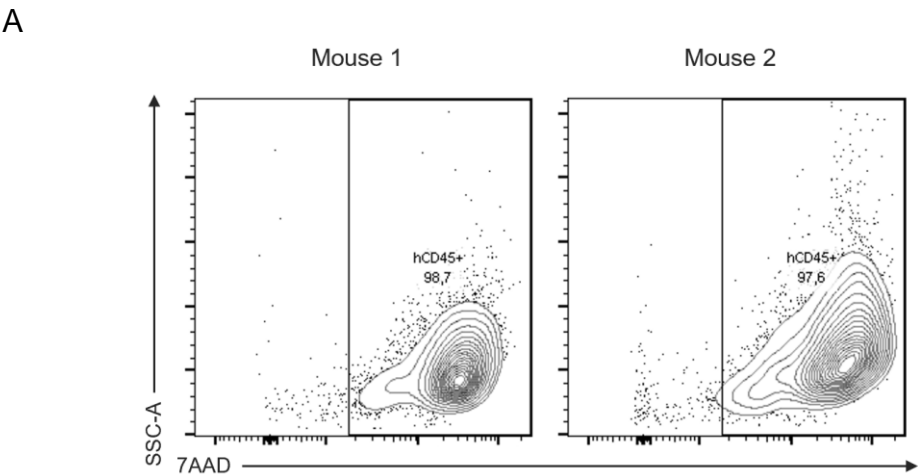 A
Mouse 1
Mouse 2
hCD45+
98,7
hCD45+
97,6
SSC-A
7AAD